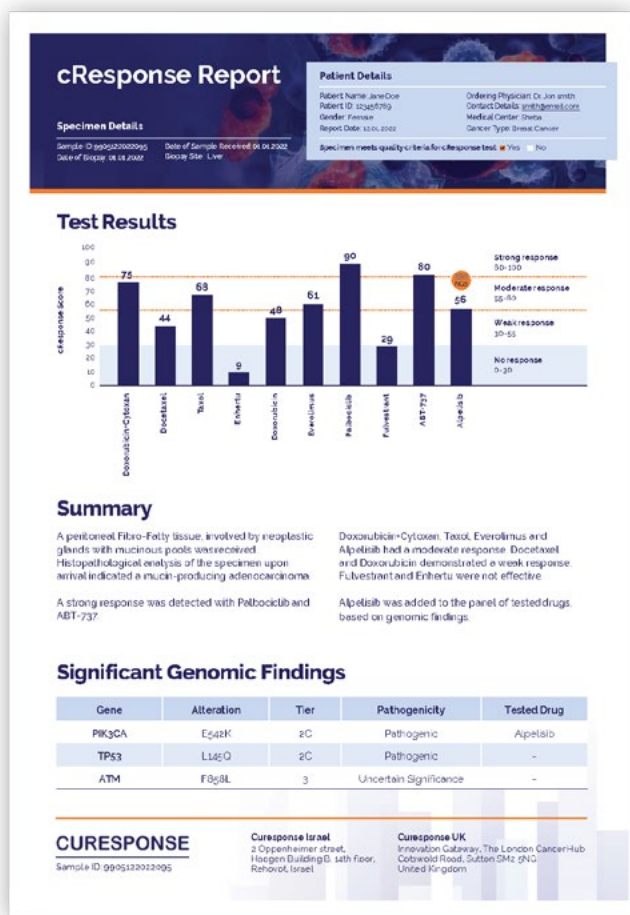 cResponse Report
Specimen Details
Sample ID:9905122022095
Date of Biopsy: 01.01.2022
Date of Sample Received: 01.01.2022
Biopsy Site: Liver
Patient Details
Patient Name: Jane Doe
Patient ID: 123456789
Gender: Female
Report Date: 12.01.2022
Ordering Physician: Dr. Jon smith
Contact Details: smith@email.com
Medical Center: Sheba
Cancer Type: Breast Cancer
Specimen meets quality criteria for cResponse test Yes No
Test Results
cResponse Score
100
90
80
70
60
50
40
30
20
10
0
75
44
68
9
48
61
90
29
80
56
NGS
Doxorubicin+Cytoxan
Docetaxel
Taxol
Enhertu
Doxorubicin
Everolimus
Palbociclib
Fulvestrant
ABT-737
Alpelisib
Strong response
80-100
Moderate response
55-80
Weak response
30-55
No response
0-30
Summary
A peritoneal Fibro-Fatty tissue, involved by neoplastic
glands with mucinous pools was received.
Histopathological analysis of the specimen upon
arrival indicated a mucin-producing adenocarcinoma.
A strong response was detected with Palbociclib and
ABT-737.
Doxorubicin+Cytoxan, Taxol, Everolimus and
Alpelisib had a moderate response. Docetaxel
and Doxorubicin demonstrated a weak response.
Fulvestrant and Enhertu were not effective.
Alpelisib was added to the panel of tested drugs,
based on genomic findings.
Significant Genomic Findings
Gene Alteration Tier Pathogenicity Tested Drug
PIK3CA E542K 2C Pathogenic Alpelisib
TP53 L145Q 2C Pathogenic -
ATM F858L 3 Uncertain Significance -
CURESPONSE
Sample ID: 9905122022095
Curesponse Israel
2 Oppenheimer street,
Haogen Building B, 14th floor,
Rehovot, Israel
Curesponse UK
Innovation Gateway, The London Cancer Hub
Cotswold Road, Sutton SM2 5NG
United Kingdom